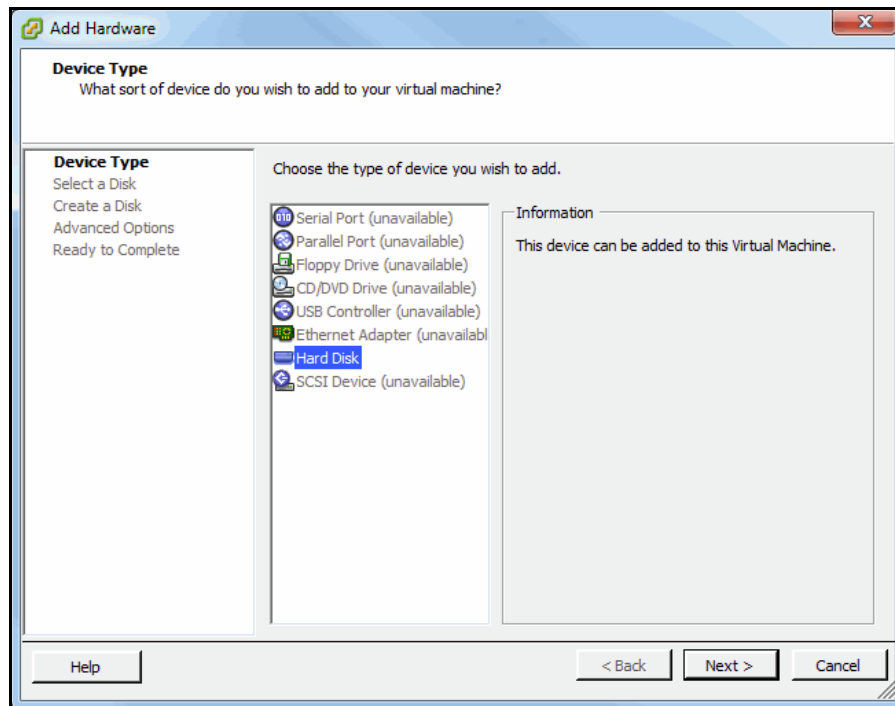 Add Hardware
Device Type
What sort of device do you wish to add to your virtual machine?
Device Type
Select a Disk
Create a Disk
Advanced Options
Ready to Complete
Choose the type of device you wish to add.
Serial Port (unavailable)
Parallel Port (unavailable)
Floppy Drive (unavailable)
CD/DVD Drive (unavailable)
USB Controller (unavailable)
Ethernet Adapter (unavailabl
Hard Disk
SCSI Device (unavailable)
Information
This device can be added to this Virtual Machine.
Help
< Back
Next >
Cancel